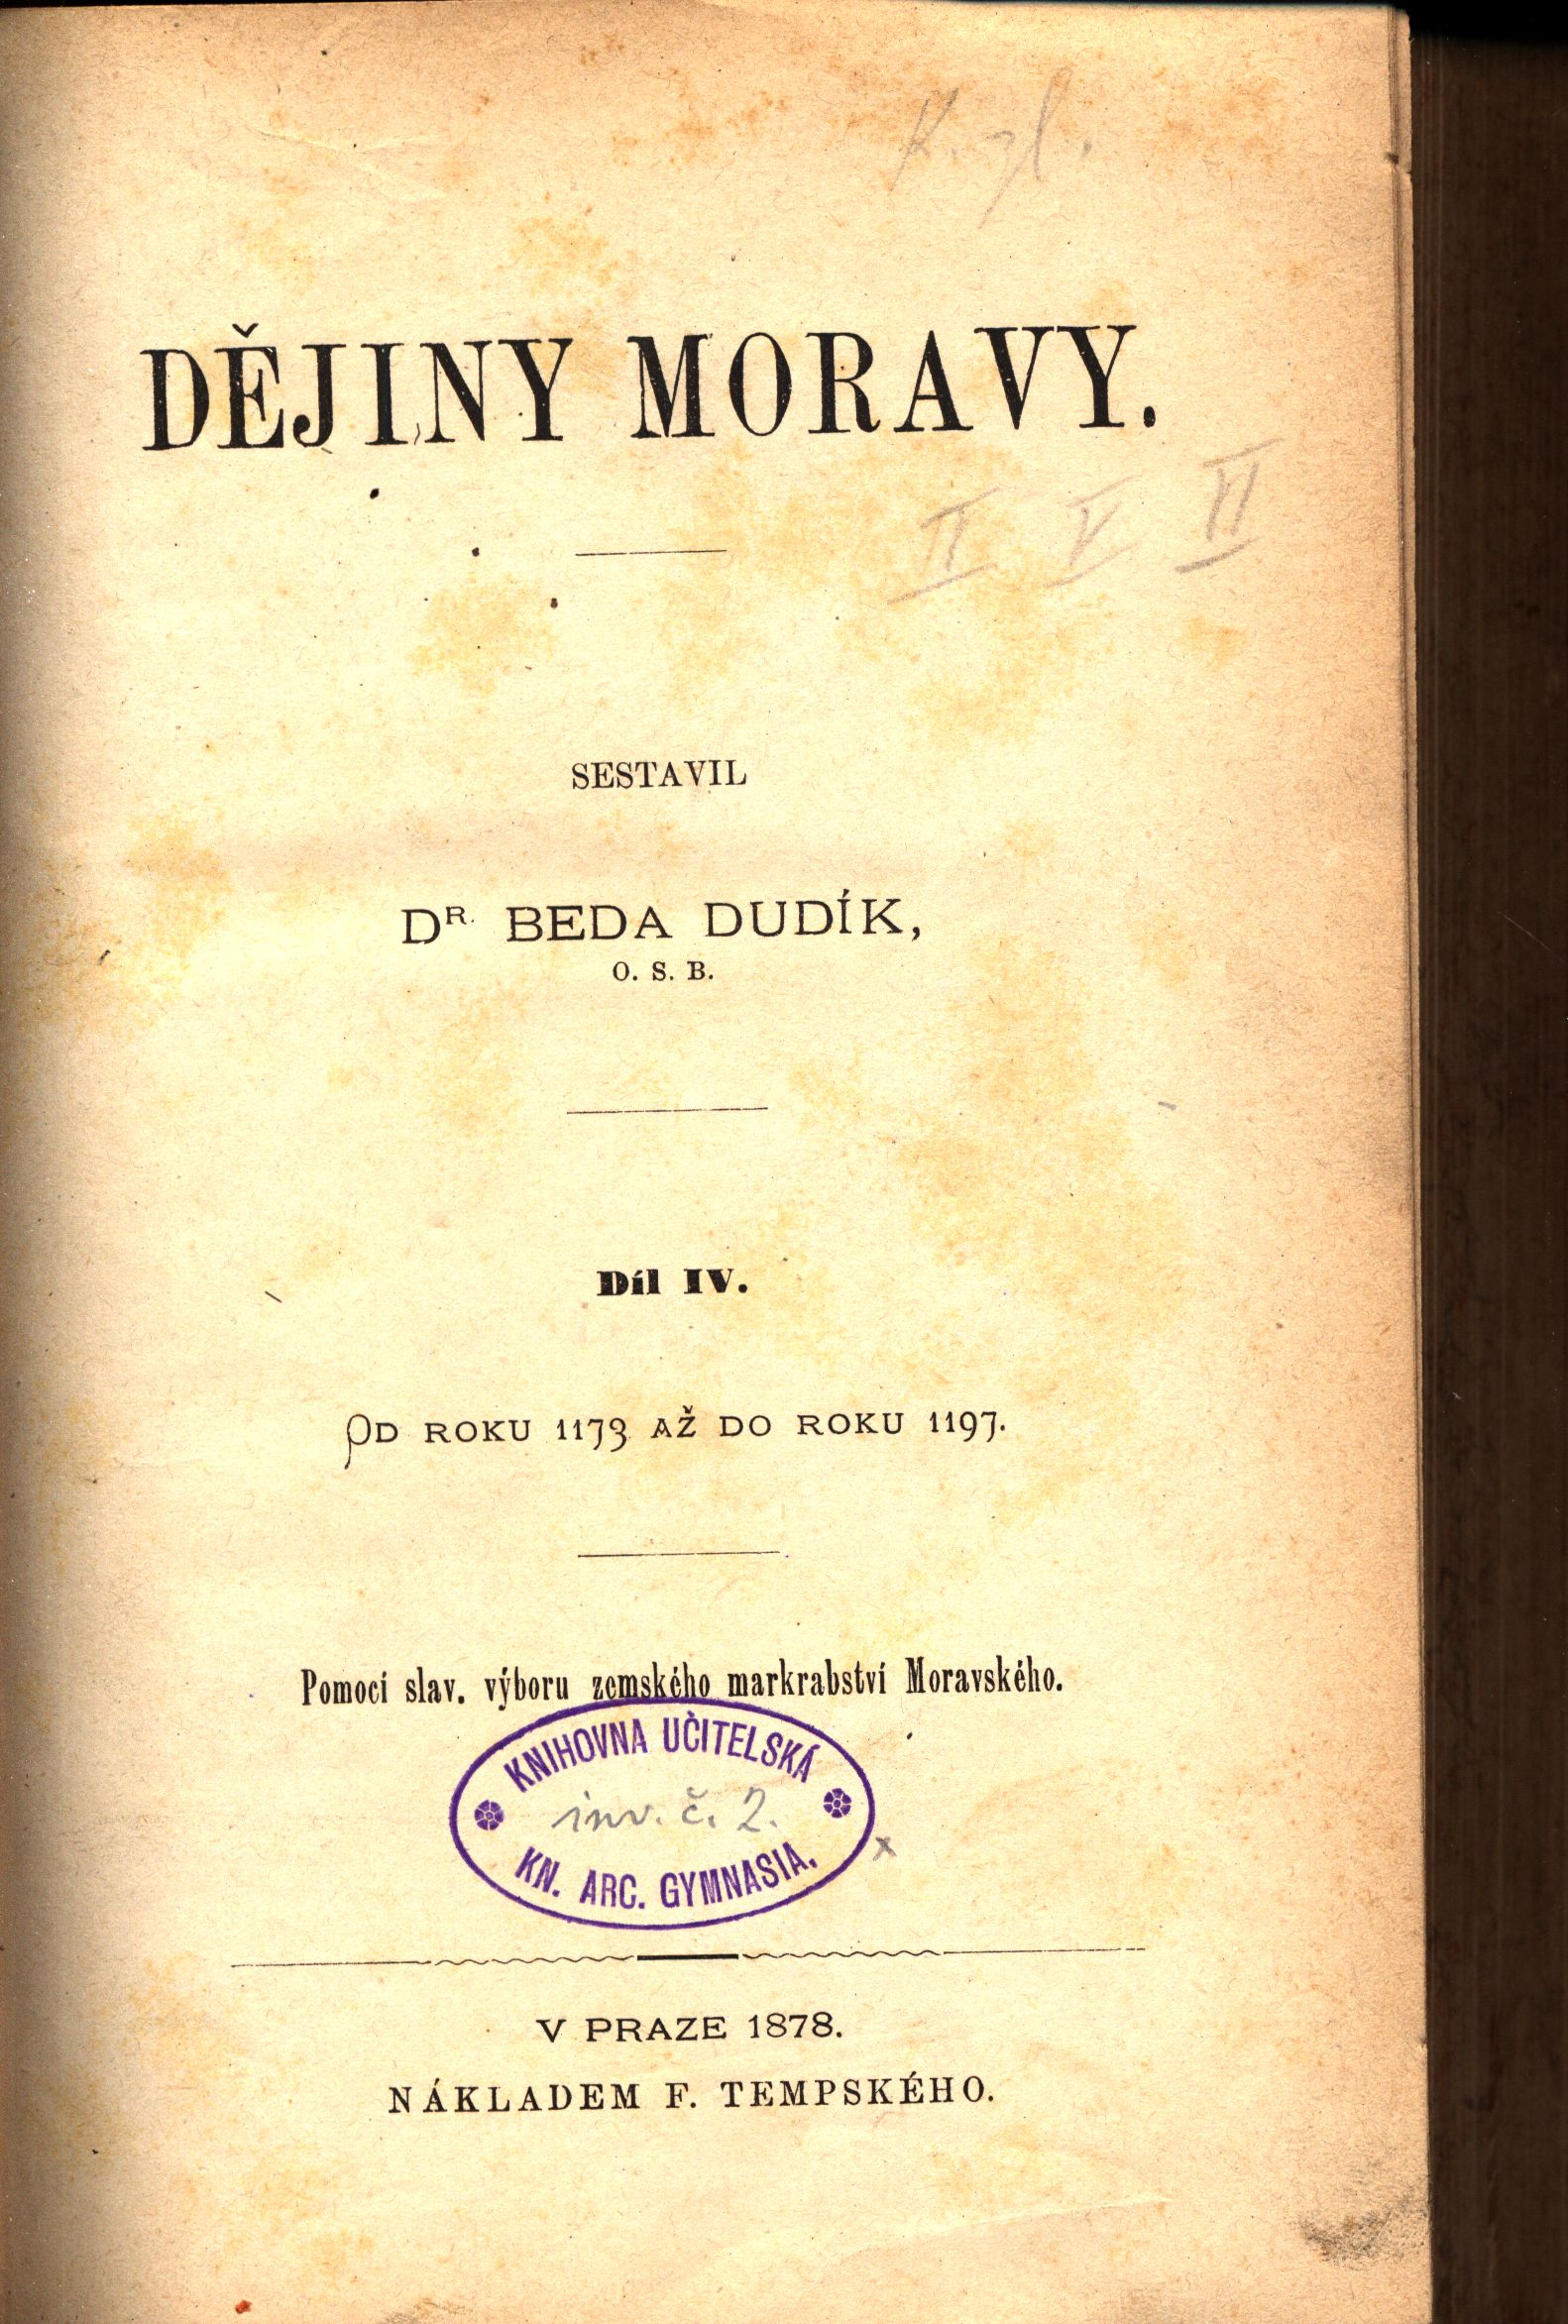 K. zl.
DĚJINY MORAVY.
II V VI
SESTAVIL
DR. BEDA DUDÍK,
O. S. B.
Díl IV.
OD ROKU 1173 AŽ DO ROKU 1197.
Pomocí slav. výboru zemského markrabství Moravského.
KNIHOVNA UČITELSKÁ
inv. č. 2.
x
KN. ARC. GYMNASIA.
V PRAZE 1878.
NÁKLADEM F. TEMPSKÉHO.